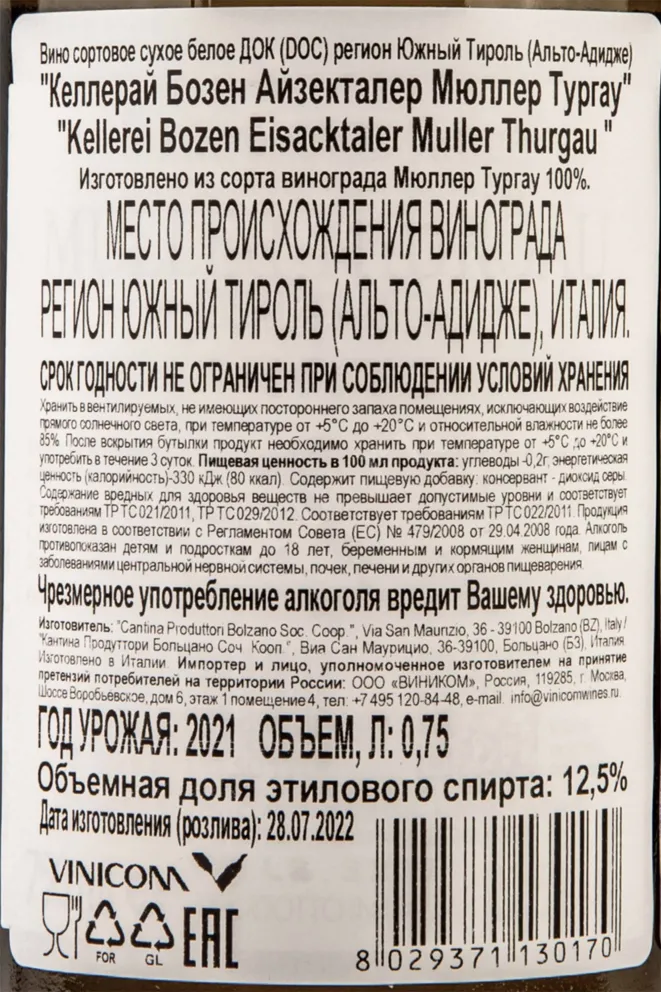 Вино сортовое сухое белое ДОК (DOC) регион Южный Тироль (Альто-Адидже)
"Келлерай Бозен Айзекталер Мюллер Тургау"
"Kellerei Bozen Eisacktaler Muller Thurgau "
Изготовлено из сорта винограда Мюллер Тургау 100%.
МЕСТО ПРОИСХОЖДЕНИЯ ВИНОГРАДА
РЕГИОН ЮЖНЫЙ ТИРОЛЬ (АЛЬТО-АДИДЖЕ), ИТАЛИЯ.
СРОК ГОДНОСТИ НЕ ОГРАНИЧЕН ПРИ СОБЛЮДЕНИИ УСЛОВИЙ ХРАНЕНИЯ
Хранить в вентилируемых, не имеющих постороннего запаха помещениях, исключающих воздействие
прямого солнечного света, при температуре от +5°С до +20°С и относительной влажности не более
85%. После вскрытия бутылки продукт необходимо хранить при температуре от +5°С до +20°С и
употребить в течение 3 суток. Пищевая ценность в 100 мл продукта: углеводы -0,2г, энергетическая
ценность (калорийность)-330 кДж (80 ккал). Содержит пищевую добавку: консервант - диоксид серы.
Содержание вредных для здоровья веществ не превышает допустимые уровни и соответствует
требованиям ТР ТС 021/2011, ТР ТС 029/2012. Соответствует требованиям ТР ТС 022/2011. Продукция
изготовлена в соответствии с Регламентом Совета (ЕС) № 479/2008 от 29.04.2008 года. Алкоголь
противопоказан детям и подросткам до 18 лет, беременным и кормящим женщинам, лицам с
заболеваниями центральной нервной системы, почек, печени и других органов пищеварения.
Чрезмерное употребление алкоголя вредит Вашему здоровью.
Изготовитель: "Cantina Produttori Bolzano Soc. Coop.", Via San Maurizio, 36 - 39100 Bolzano (BZ), Italy/
"Кантина Продуттори Больцано Соч. Кооп.", Виа Сан Маурицио, 36-39100, Больцано (БЗ), Италия.
Изготовлено в Италии. Импортер и лицо, уполномоченное изготовителем на принятие
претензий потребителей на территории России: ООО «ВИНИКОМ», Россия, 119285, г. Москва,
Шоссе Воробьевское, дом 6, этаж 1 помещение 4, тел: +7 495 120-84-48, e-mail: info@vinicomwines.ru.
ГОД УРОЖАЯ: 2021 ОБЪЕМ, Л: 0,75
Объемная доля этилового спирта: 12,5%
Дата изготовления (розлива): 28.07.2022
VINICOM
FOR GL EAC
8 029371 130170